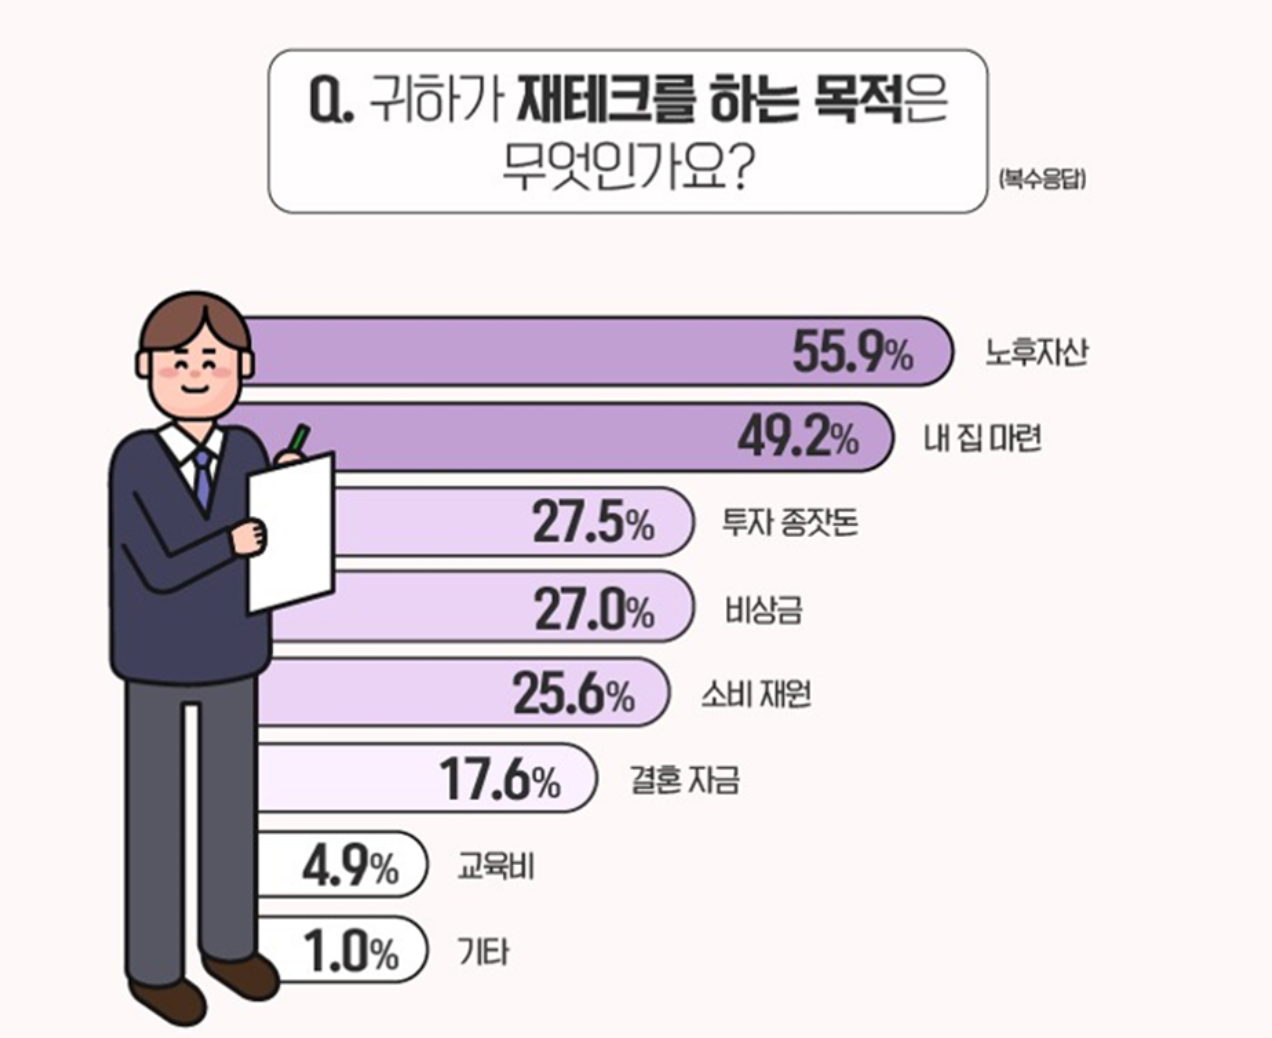 Q. 귀하가 재테크를 하는 목적은
무엇인가요?
(복수응답)
55.9% 노후자산
49.2% 내 집 마련
27.5% 투자 종잣돈
27.0% 비상금
25.6% 소비 재원
17.6% 결혼 자금
4.9% 교육비
1.0% 기타